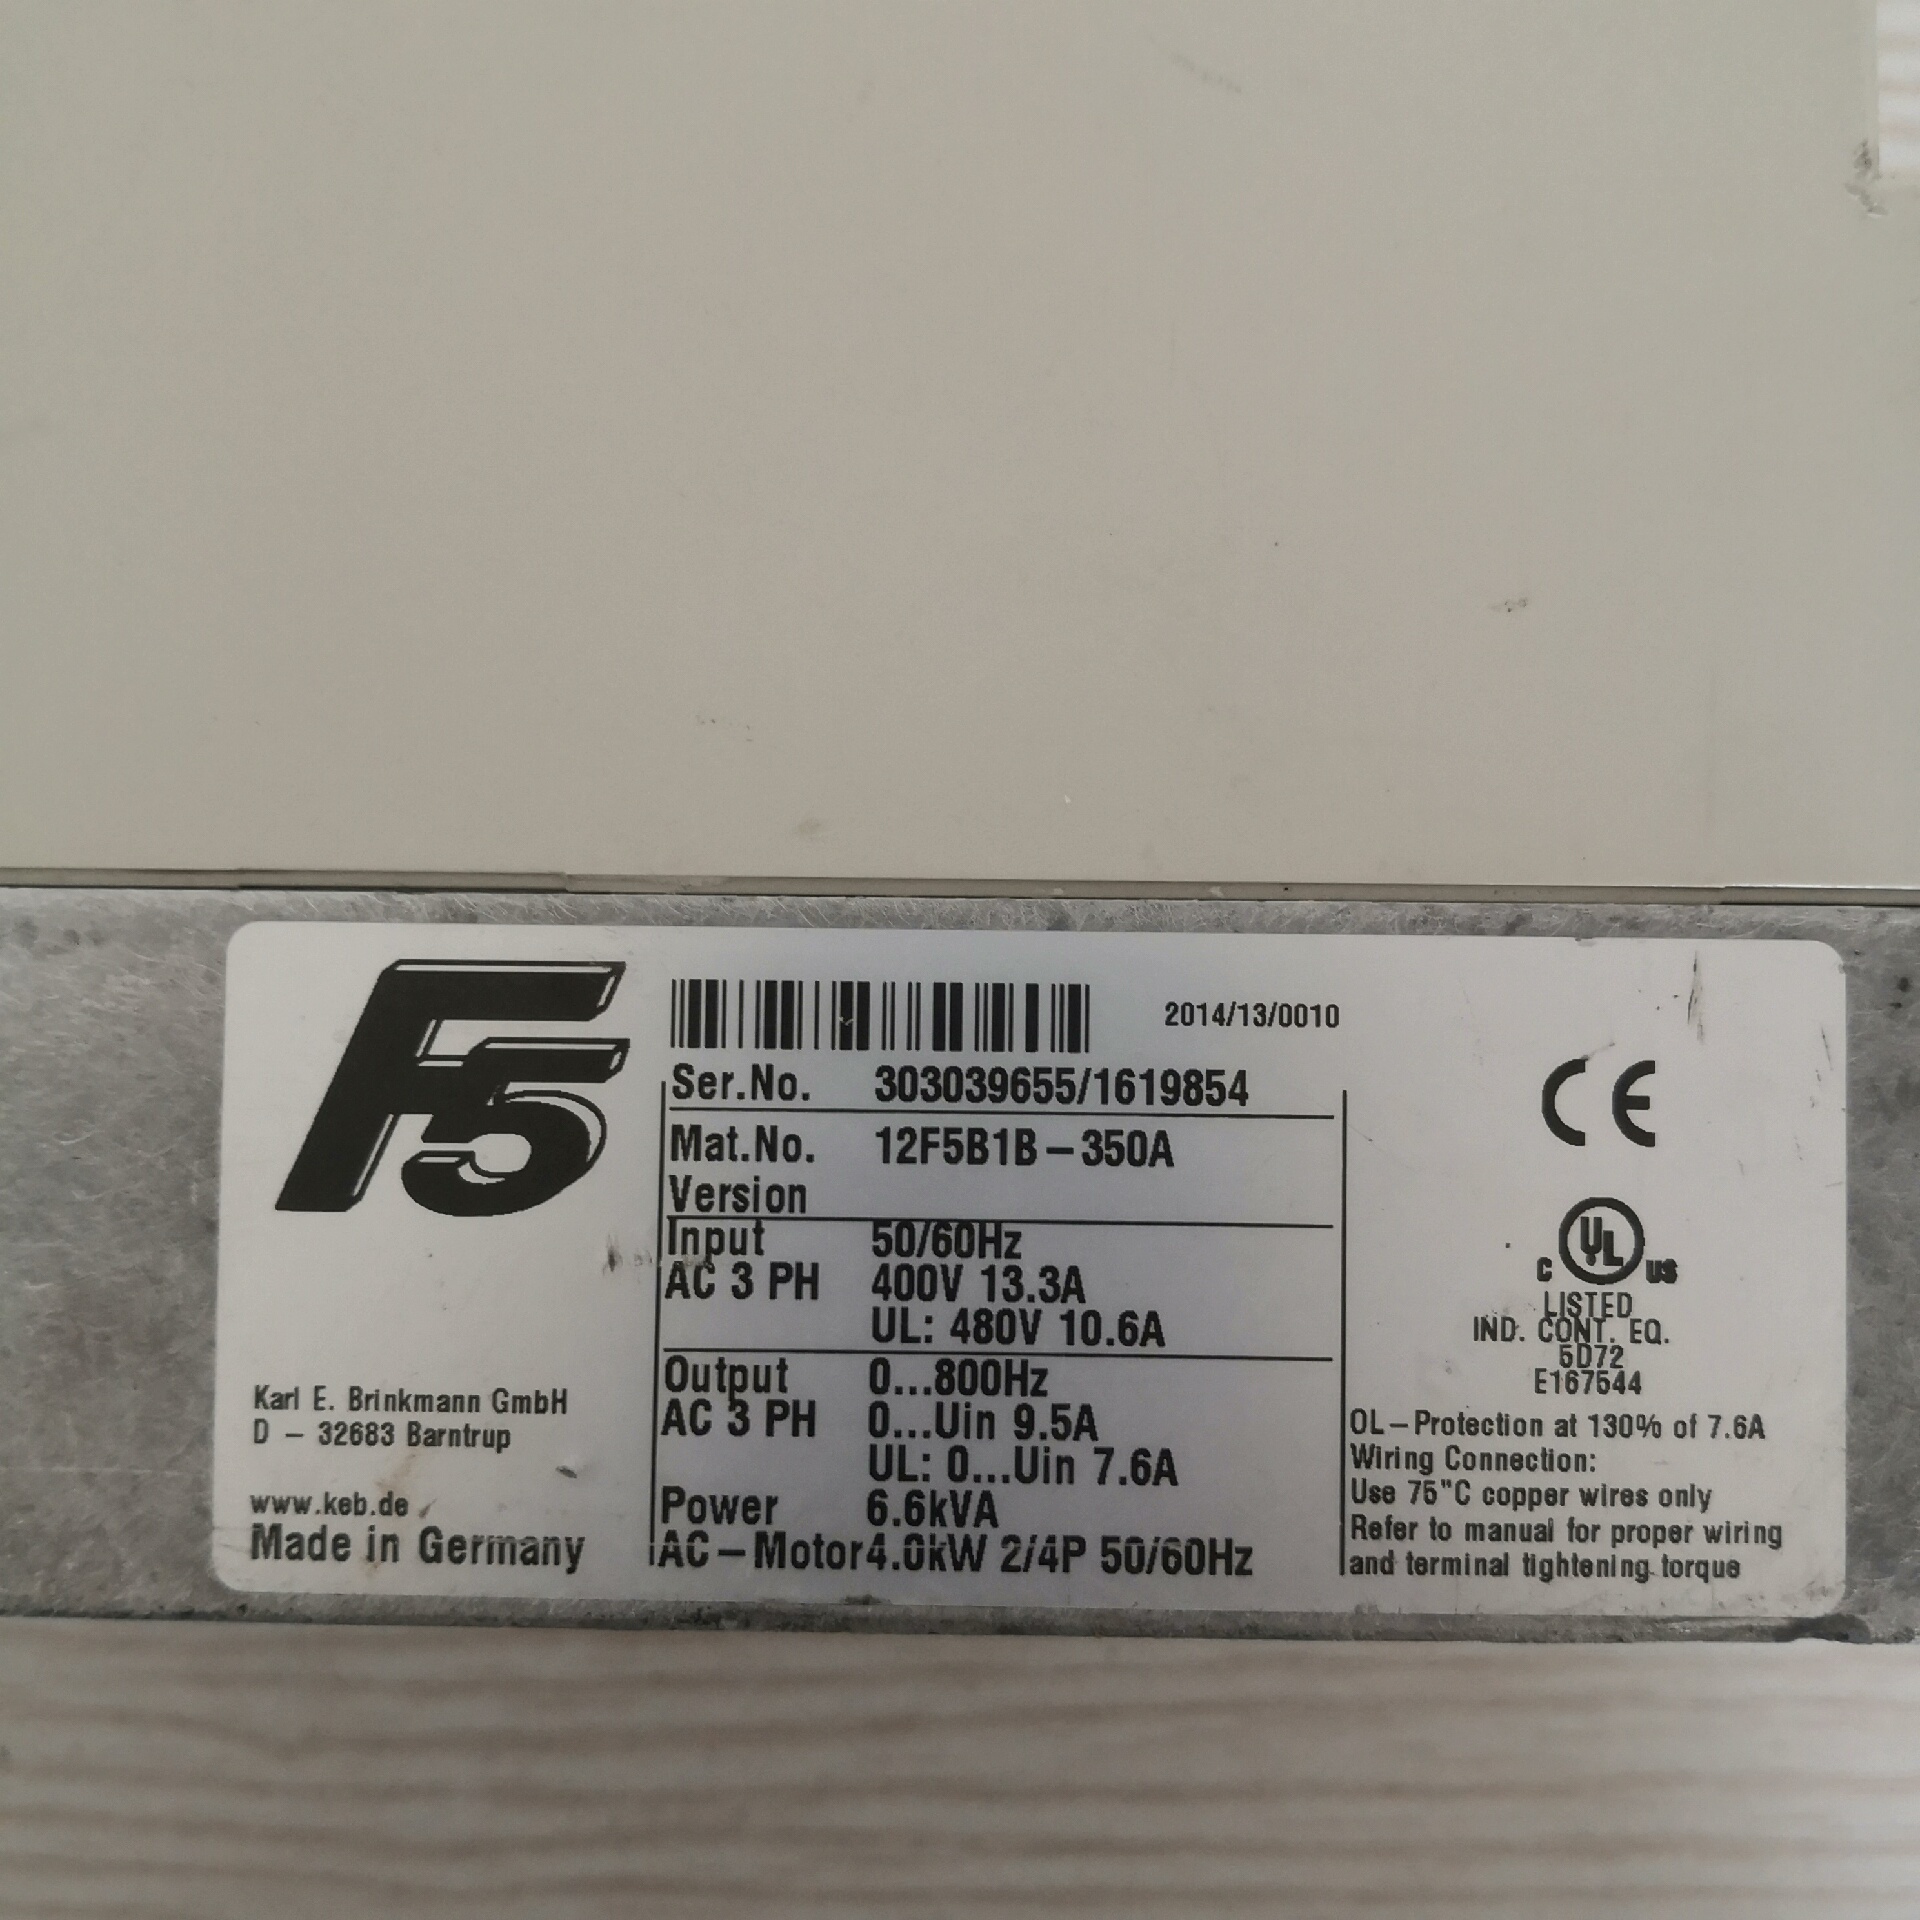 F5
2014/13/0010
Ser.No. 303039655/1619854
Mat.No. 12F5B1B-350A
Version
Input 50/60Hz
AC 3 PH 400V 13.3A
UL: 480V 10.6A
Output 0...800Hz
AC 3 PH 0...Uin 9.5A
UL: 0...Uin 7.6A
Power 6.6kVA
AC-Motor4.0kW 2/4P 50/60Hz
Karl E. Brinkmann GmbH
D - 32683 Barntrup
www.keb.de
Made in Germany
CE
C UL US
LISTED
IND. CONT. EQ.
5D72
E167544
OL-Protection at 130% of 7.6A
Wiring Connection:
Use 75"C copper wires only
Refer to manual for proper wiring
and terminal tightening torque